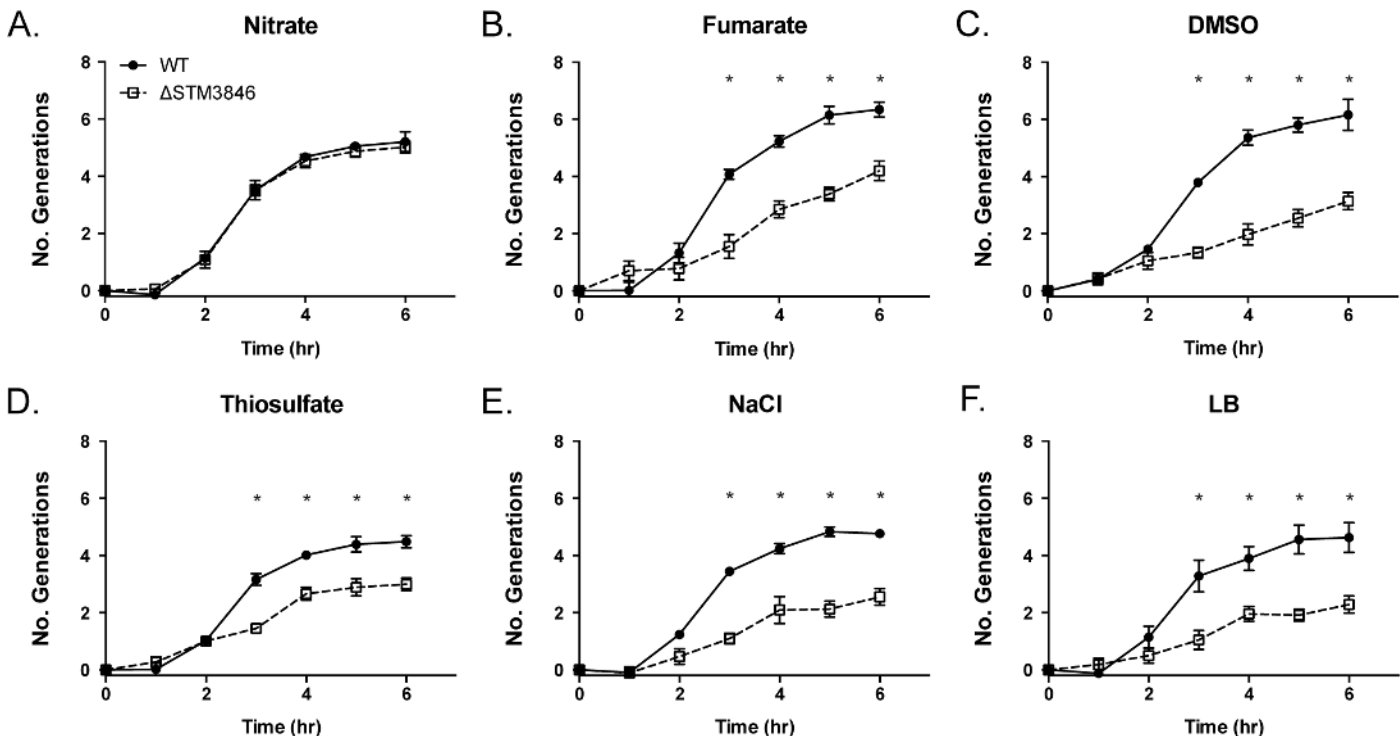 A. Nitrate
WT
ΔSTM3846
No. Generations
8
6
4
2
0
0 2 4 6
Time (hr)
B. Fumarate
* * * *
No. Generations
8
6
4
2
0
0 2 4 6
Time (hr)
C. DMSO
* * * *
No. Generations
8
6
4
2
0
0 2 4 6
Time (hr)
D. Thiosulfate
* * * *
No. Generations
8
6
4
2
0
0 2 4 6
Time (hr)
E. NaCl
* * * *
No. Generations
8
6
4
2
0
0 2 4 6
Time (hr)
F. LB
* * * *
No. Generations
8
6
4
2
0
0 2 4 6
Time (hr)